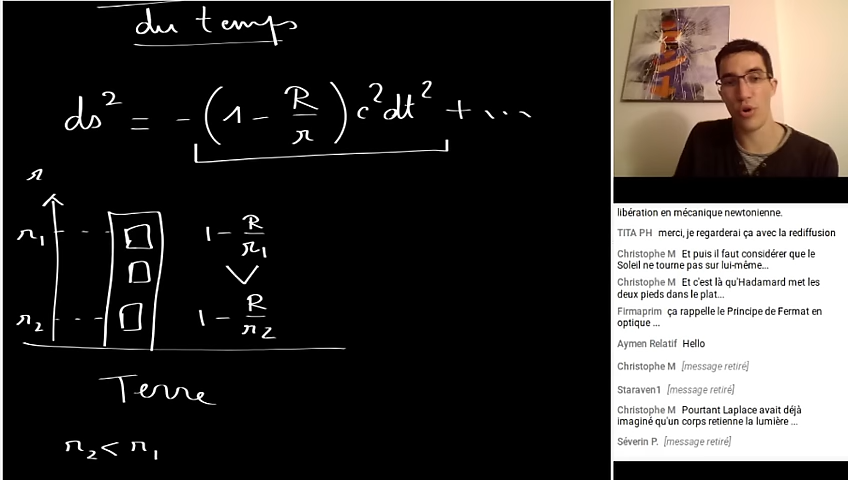 du temps
ds² = - (1 - R/r) c²dt² + ...
r
r₁ 1 - R/r₁
>
r₂ 1 - R/r₂
Terre
r₂ < r₁
libération en mécanique newtonienne.
TITA PH merci, je regarderai ça avec la rediffusion
Christophe M Et puis il faut considérer que le
Soleil ne tourne pas sur lui-même...
Christophe M Et c'est là qu'Hadamard met les
deux pieds dans le plat...
Firmaprim ça rappelle le Principe de Fermat en
optique ...
Aymen Relatif Hello
Christophe M [message retiré]
Staraven1 [message retiré]
Christophe M Pourtant Laplace avait déjà
imaginé qu'un corps retienne la lumière ...
Séverin P. [message retiré]